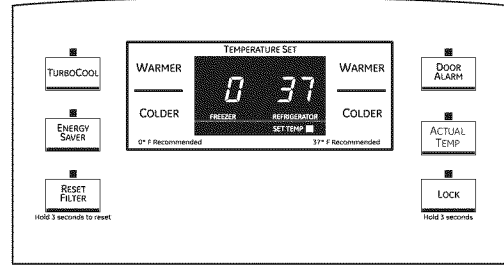 TEMPERATURE SET
TURBOCOOL
WARMER
WARMER
DOOR
ALARM
0 37
COLDER
COLDER
FREEZER REFRIGERATOR
SET TEMP
ENERGY
SAVER
ACTUAL
TEMP
0° F Recommended
37° F Recommended
RESET
FILTER
LOCK
Hold 3 seconds to reset
Hold 3 seconds